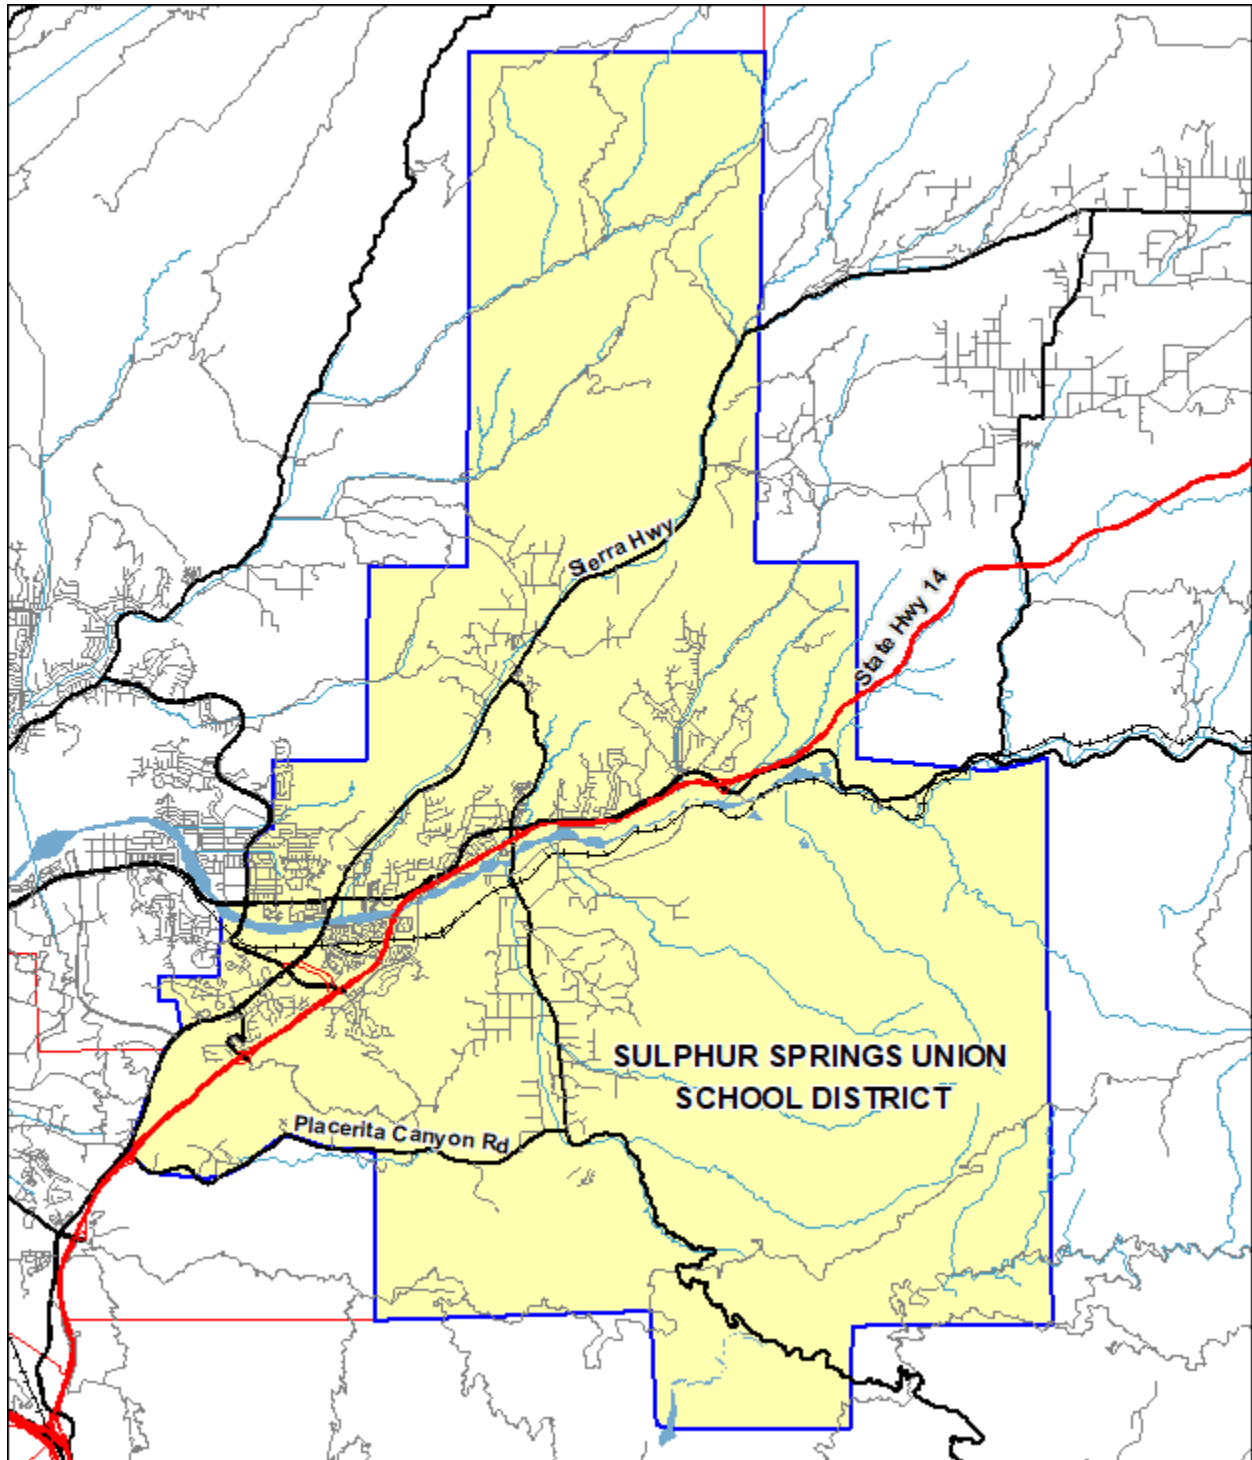 Sierra Hwy
State Hwy 14
SULPHUR SPRINGS UNION
SCHOOL DISTRICT
Placerita Canyon Rd